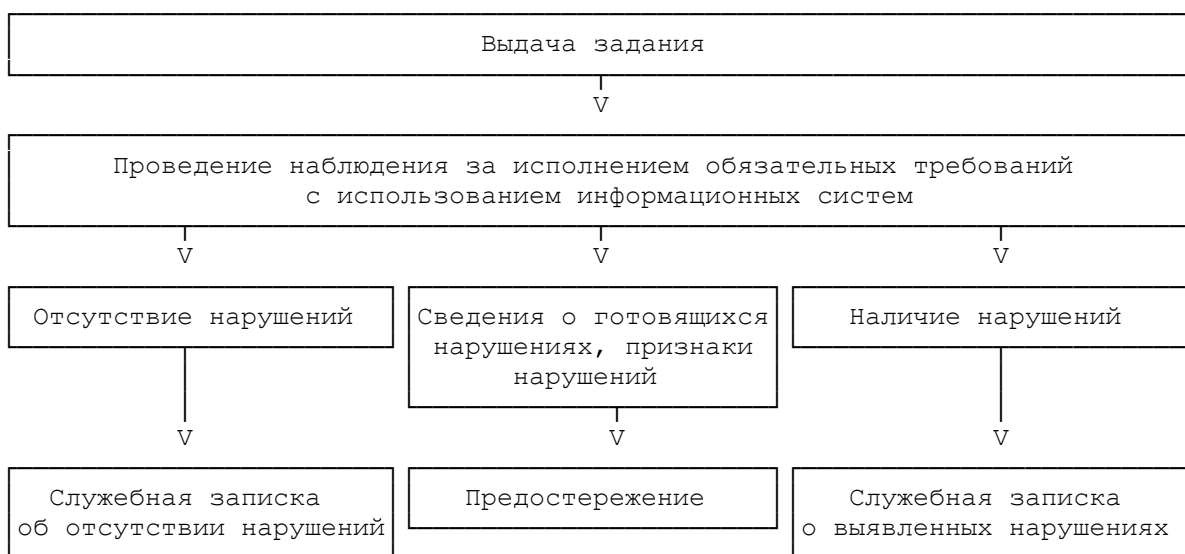 Выдача задания
V
Проведение наблюдения за исполнением обязательных требований
с использованием информационных систем
V V V
Отсутствие нарушений
Сведения о готовящихся
нарушениях, признаки
нарушений
Наличие нарушений
V V V
Служебная записка
об отсутствии нарушений
Предостережение
Служебная записка
о выявленных нарушениях